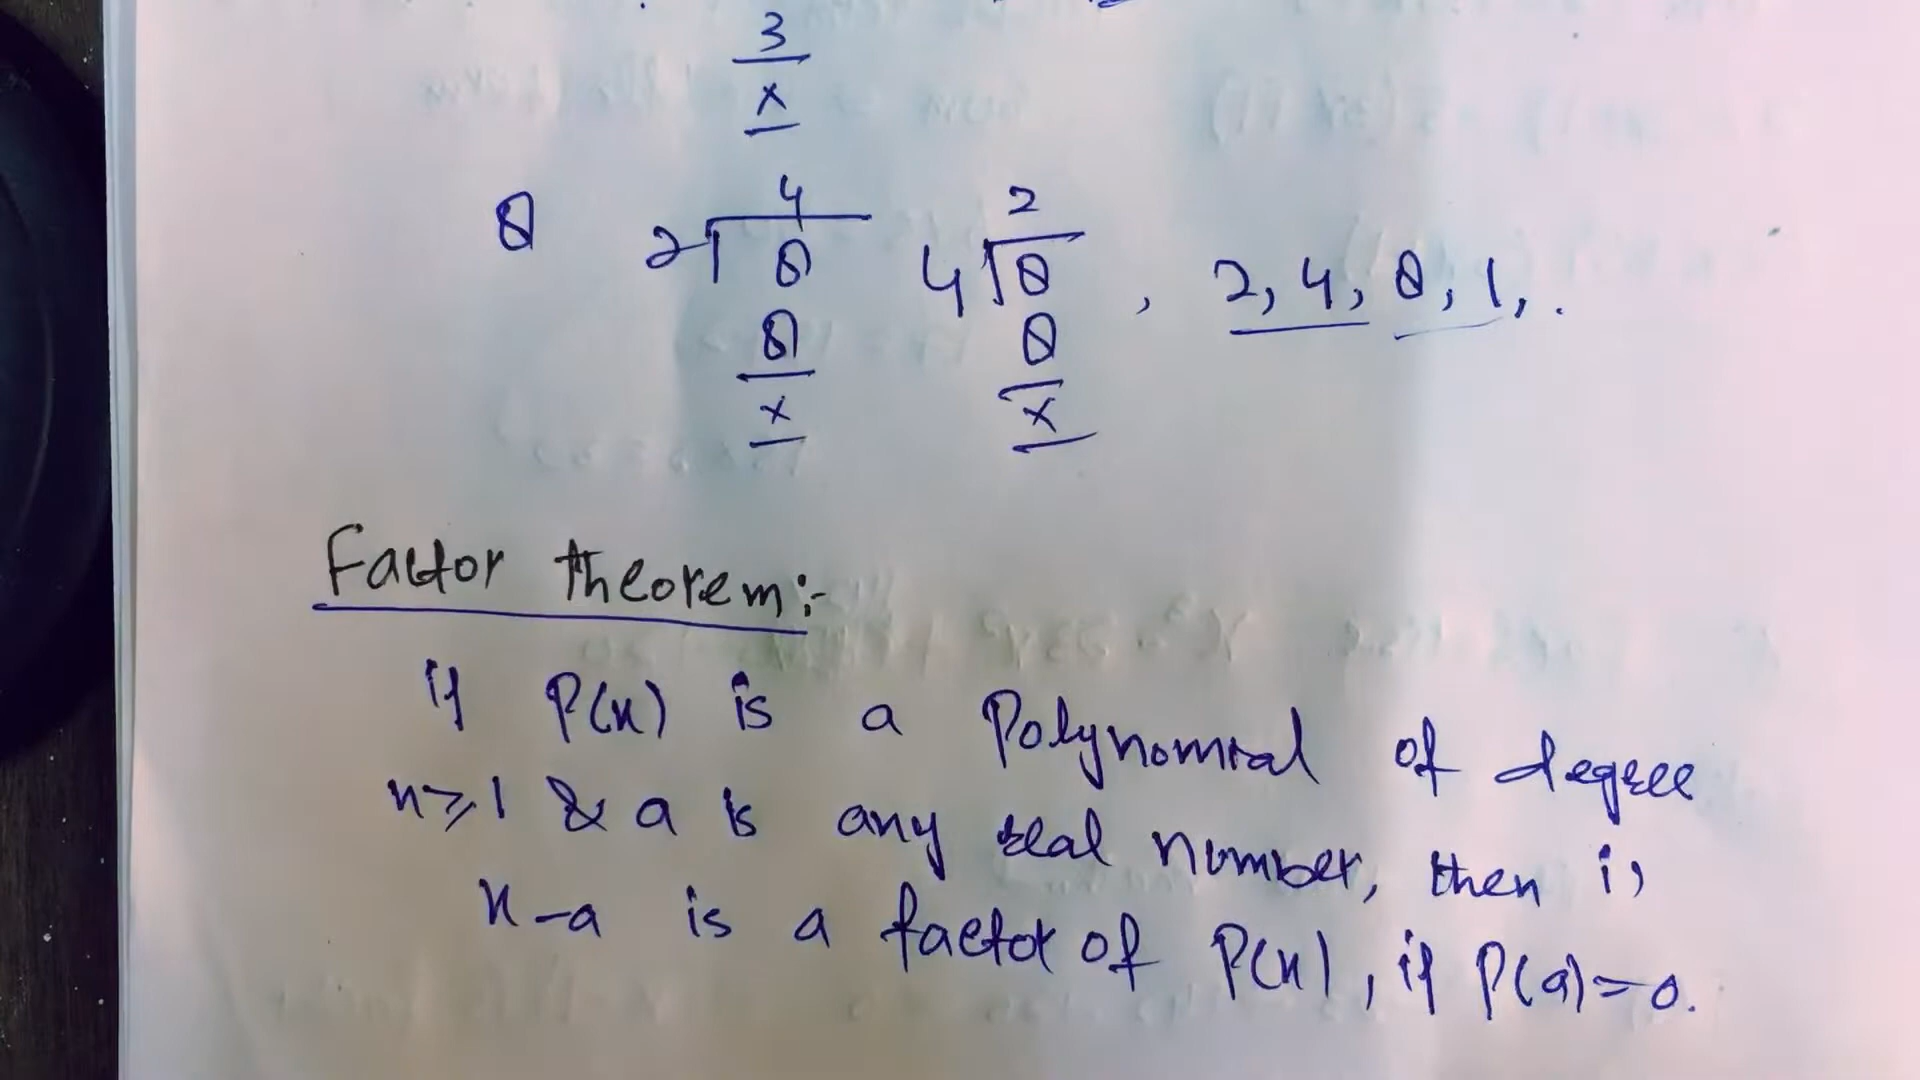 3
x
4 2
8 2 8 4 8 , 2, 4, 8, 1, .
8 8
x x
Factor theorem:-
if P(x) is a Polynomial of degree
n≥1 & a is any real number, then i)
x-a is a factor of P(x), if P(a)=0.